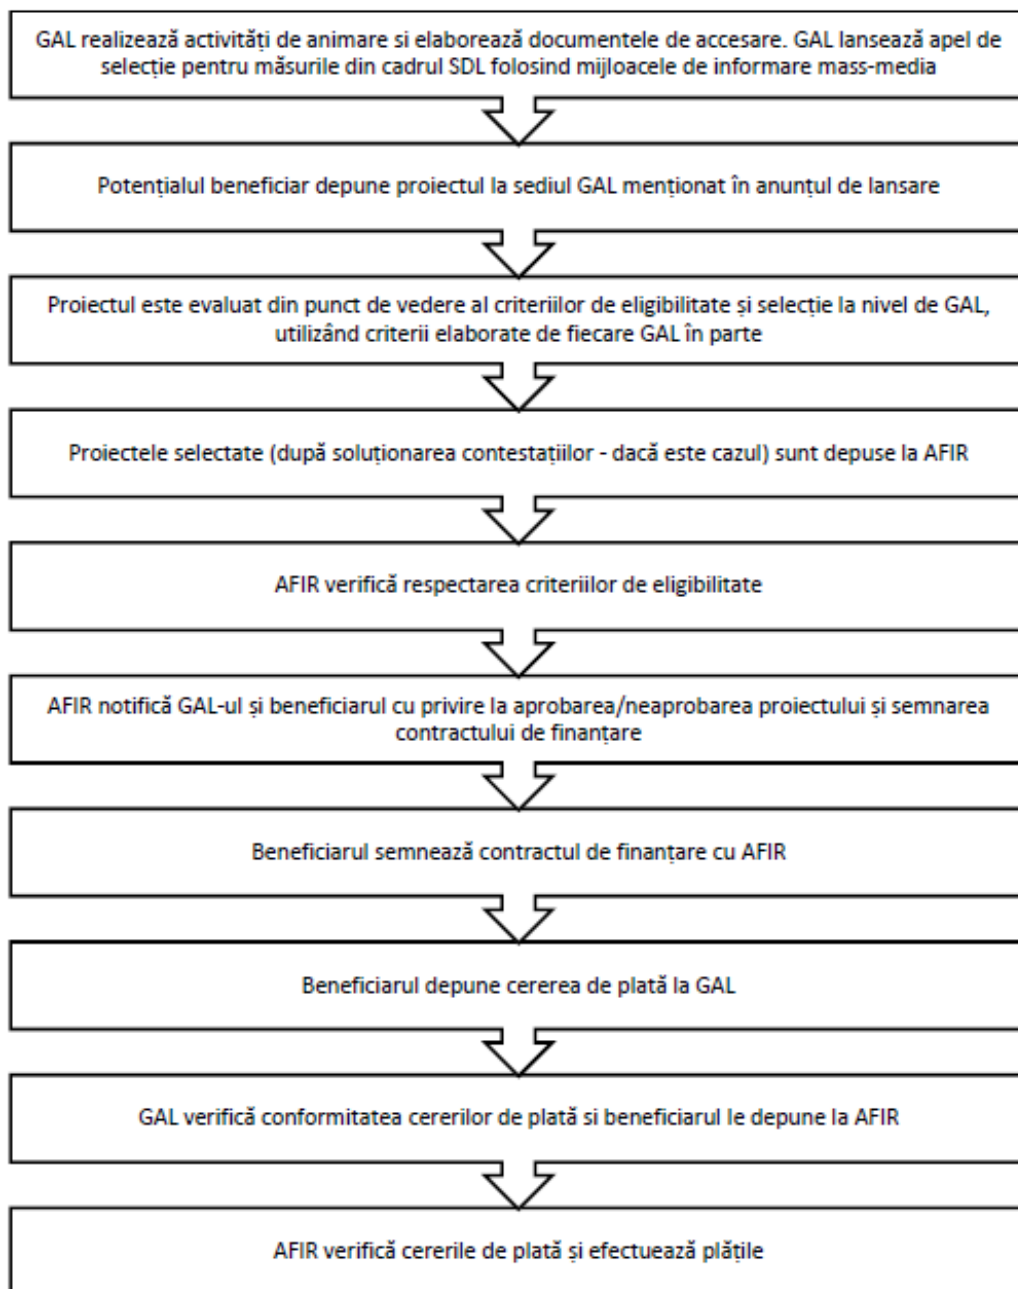 GAL realizează activități de animare si elaborează documentele de accesare. GAL lansează apel de
selecție pentru măsurile din cadrul SDL folosind mijloacele de informare mass-media
Potențialul beneficiar depune proiectul la sediul GAL menționat în anunțul de lansare
Proiectul este evaluat din punct de vedere al criteriilor de eligibilitate și selecție la nivel de GAL,
utilizând criterii elaborate de fiecare GAL în parte
Proiectele selectate (după soluționarea contestațiilor - dacă este cazul) sunt depuse la AFIR
AFIR verifică respectarea criteriilor de eligibilitate
AFIR notifică GAL-ul și beneficiarul cu privire la aprobarea/neaprobarea proiectului și semnarea
contractului de finanțare
Beneficiarul semnează contractul de finanțare cu AFIR
Beneficiarul depune cererea de plată la GAL
GAL verifică conformitatea cererilor de plată si beneficiarul le depune la AFIR
AFIR verifică cererile de plată și efectuează plățile